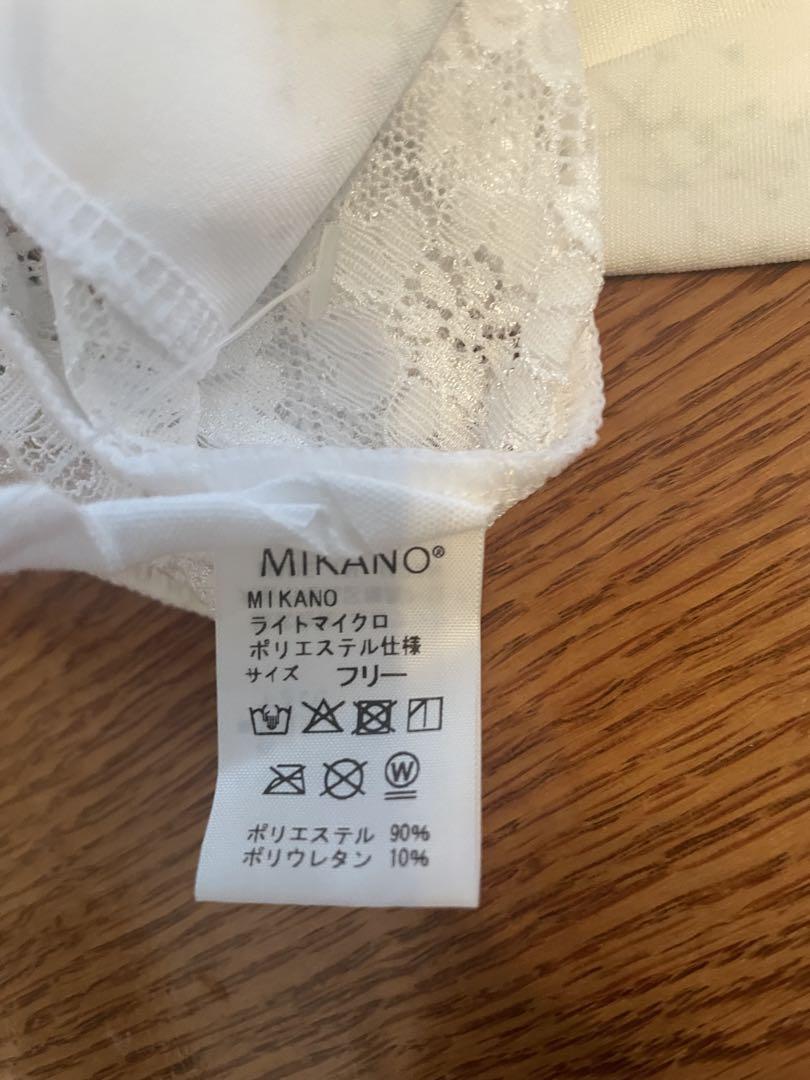 MIKANO®
MIKANO
ライトマイクロ
ポリエステル仕様
サイズ フリー
W
ポリエステル 90%
ポリウレタン 10%